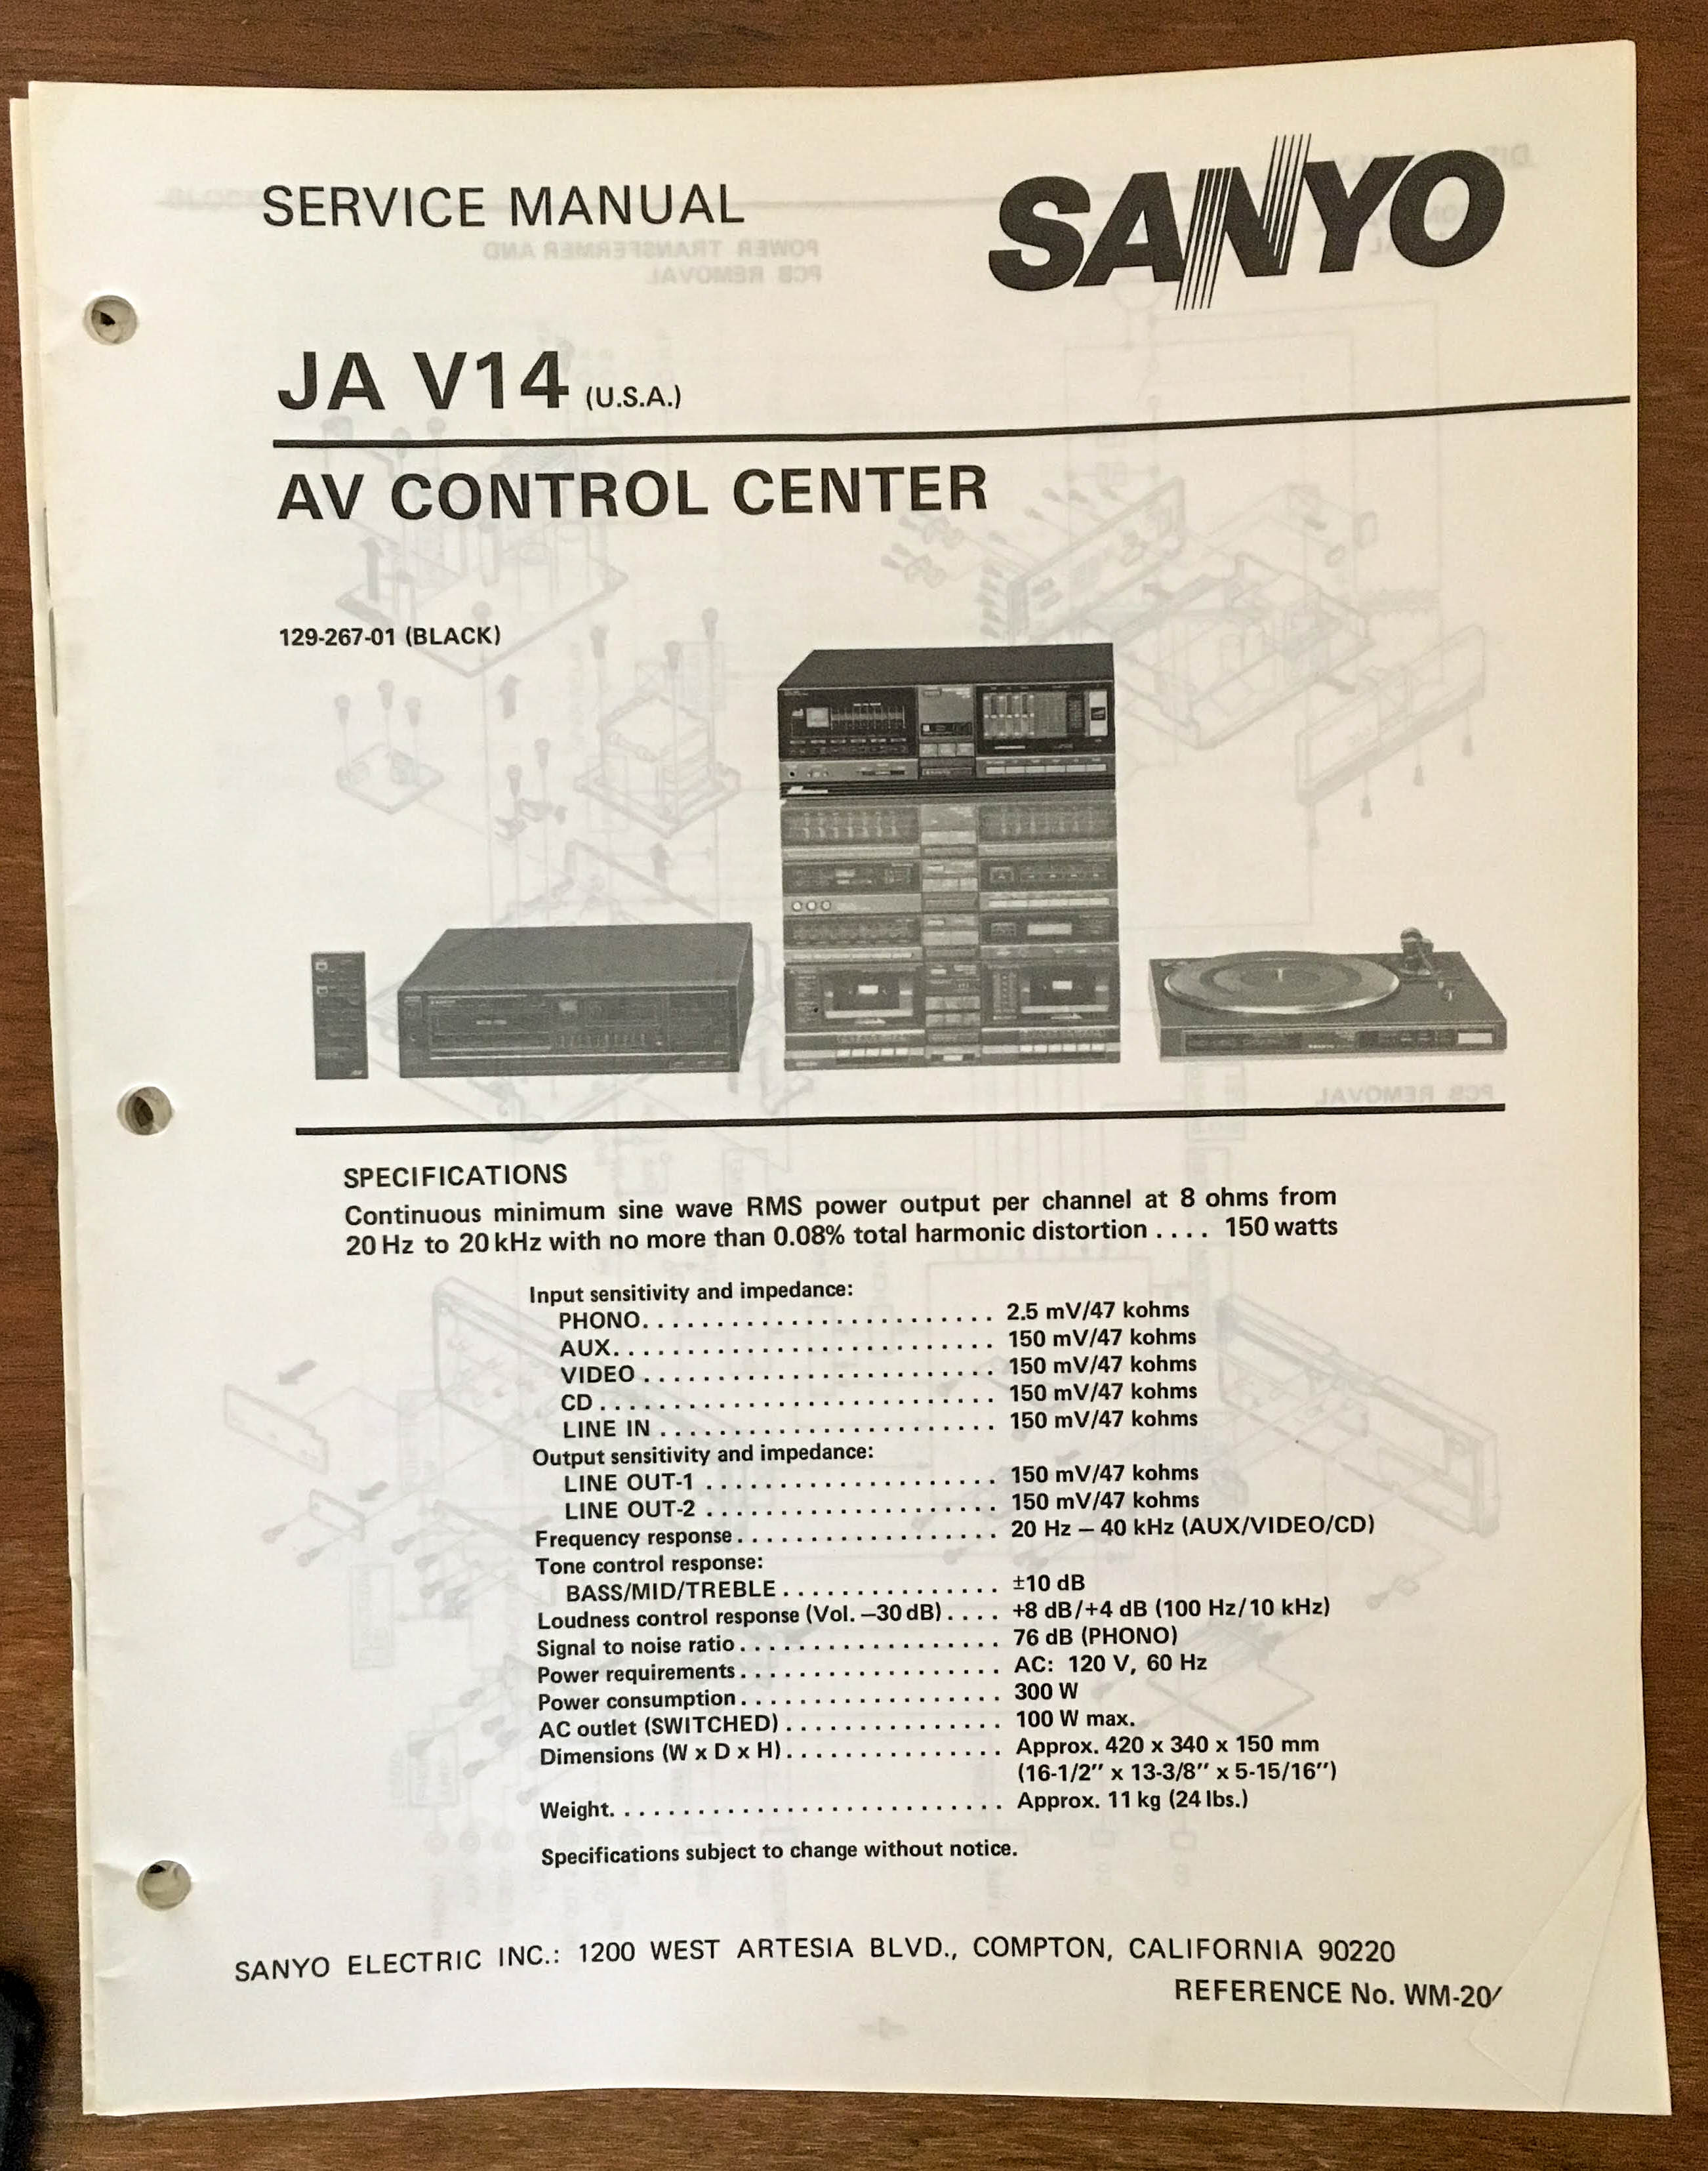 SERVICE MANUAL
SANYO
POWER TRANSFERMER AND
PCB REMOVAL
JA V14 (U.S.A.)
AV CONTROL CENTER
129-267-01 (BLACK)
PCB REMOVAL
SPECIFICATIONS
Continuous minimum sine wave RMS power output per channel at 8 ohms from
20 Hz to 20 kHz with no more than 0.08% total harmonic distortion .... 150 watts
Input sensitivity and impedance:
PHONO........................ 2.5 mV/47 kohms
AUX.......................... 150 mV/47 kohms
VIDEO ........................ 150 mV/47 kohms
CD ........................... 150 mV/47 kohms
LINE IN ....................... 150 mV/47 kohms
Output sensitivity and impedance:
LINE OUT-1 .................... 150 mV/47 kohms
LINE OUT-2 .................... 150 mV/47 kohms
Frequency response.................. 20 Hz – 40 kHz (AUX/VIDEO/CD)
Tone control response:
BASS/MID/TREBLE ............... ±10 dB
Loudness control response (Vol. –30 dB).... +8 dB/+4 dB (100 Hz/10 kHz)
Signal to noise ratio.................. 76 dB (PHONO)
Power requirements.................. AC: 120 V, 60 Hz
Power consumption.................. 300 W
AC outlet (SWITCHED) ............... 100 W max.
Dimensions (W x D x H)............... Approx. 420 x 340 x 150 mm
(16-1/2" x 13-3/8" x 5-15/16")
Weight........................... Approx. 11 kg (24 lbs.)
Specifications subject to change without notice.
SANYO ELECTRIC INC.: 1200 WEST ARTESIA BLVD., COMPTON, CALIFORNIA 90220
REFERENCE No. WM-20